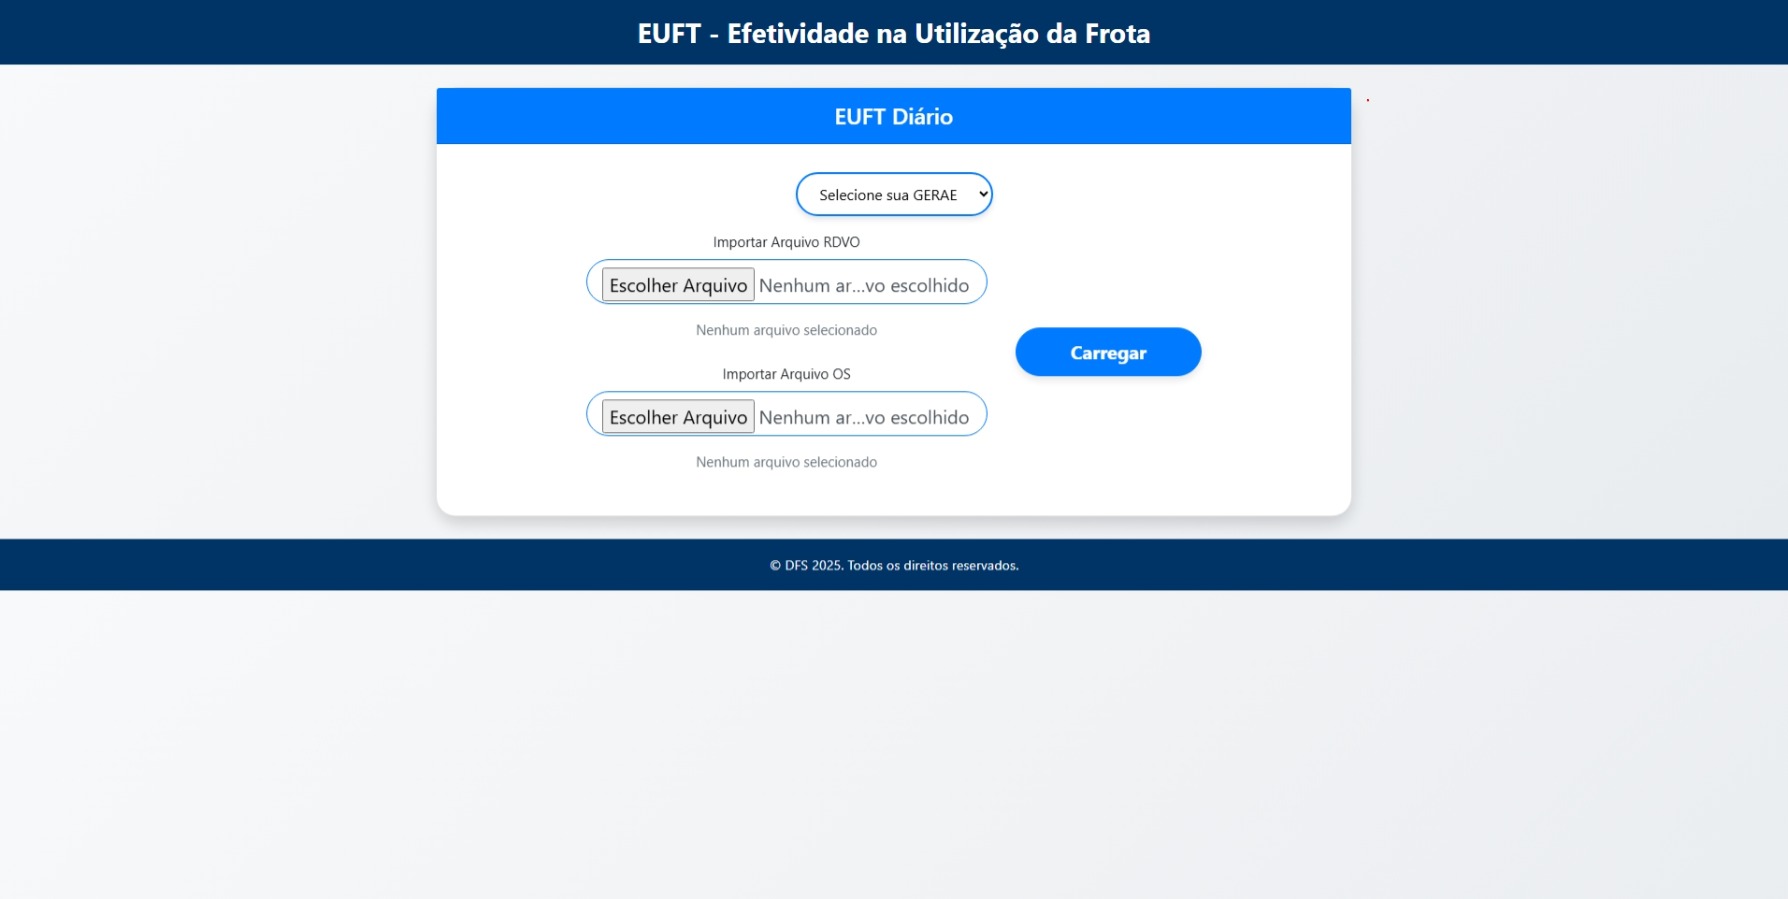 EUFT - Efetividade na Utilização da Frota
EUFT Diário
Selecione sua GERAE
Importar Arquivo RDVO
Escolher Arquivo Nenhum ar...vo escolhido
Nenhum arquivo selecionado
Carregar
Importar Arquivo OS
Escolher Arquivo Nenhum ar...vo escolhido
Nenhum arquivo selecionado
© DFS 2025. Todos os direitos reservados.